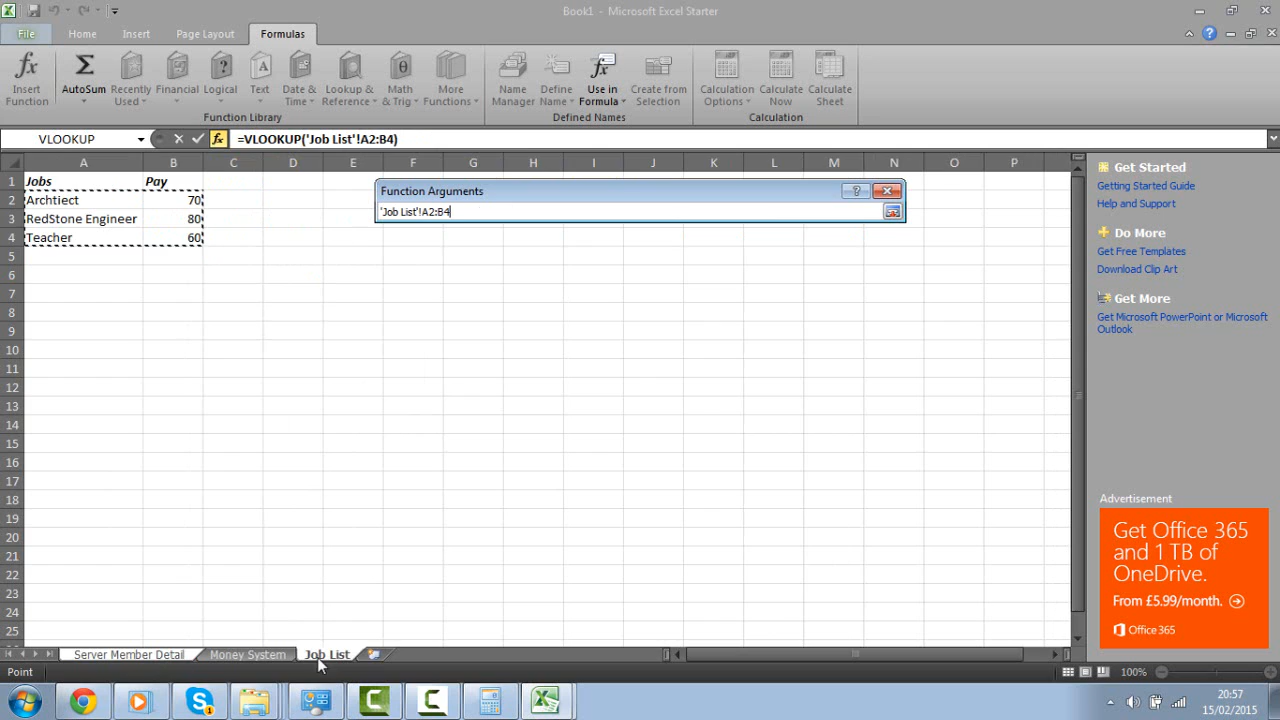 Book1 - Microsoft Excel Starter
File Home Insert Page Layout Formulas
fx Σ ? A θ fx
Insert Function
AutoSum
Recently Used
Financial
Logical
Text
Date & Time
Lookup & Reference
Math & Trig
More Functions
Name Manager
Define Name
Use in Formula
Create from Selection
Calculation Options
Calculate Now
Calculate Sheet
Function Library Defined Names Calculation
VLOOKUP fx =VLOOKUP('Job List'!A2:B4)
A B C D E F G H I J K L M N O P
1 Jobs Pay
2 Archtiect 70
3 RedStone Engineer 80
4 Teacher 60
5
6
7
8
9
10
11
12
13
14
15
16
17
18
19
20
21
22
23
24
25
Function Arguments ?
'Job List'!A2:B4
Get Started
Getting Started Guide
Help and Support
Do More
Get Free Templates
Download Clip Art
Get More
Get Microsoft PowerPoint or Microsoft
Outlook
Advertisement
Get Office 365
and 1 TB of
OneDrive.
From £5.99/month.
Office 365
Server Member Detail Money System Job List
Point 100%
20:57
15/02/2015